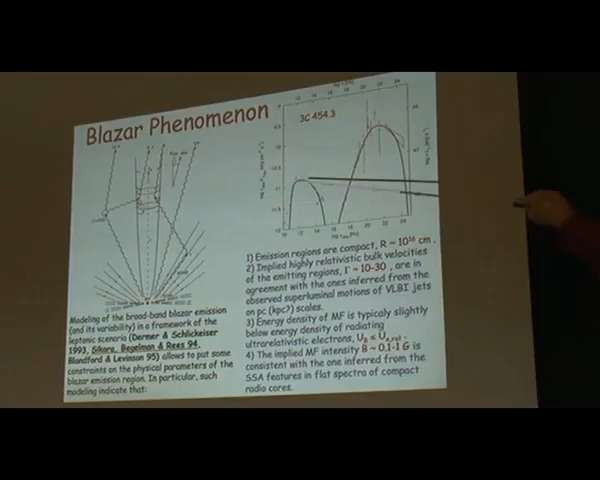 Blazar Phenomenon
3C 454.3
Modeling of the broad-band blazar emission
(and its variability) in a framework of the
leptonic scenaria (Dermer & Schlickeiser
1993, Sikora, Begelman & Rees 94,
Blandford & Levinson 95) allows to put some
constraints on the physical parameters of the
blazar emission region. In particular, such
modeling indicate that:
1) Emission regions are compact, R ~ 10¹⁶ cm.
2) Implied highly relativistic bulk velocities
of the emitting regions, Γ ~ 10-30, are in
agreement with the ones inferred from the
observed superluminal motions of VLBI jets
on pc (kpc?) scales.
3) Energy density of MF is typicaly slightly
below energy density of radiating
ultrarelativistic electrons, U_B ≤ U_e,rel.
4) The implied MF intensity B ~ 0.1-1 G is
consistent with the one inferred from the
SSA features in flat spectra of compact
radio cores.